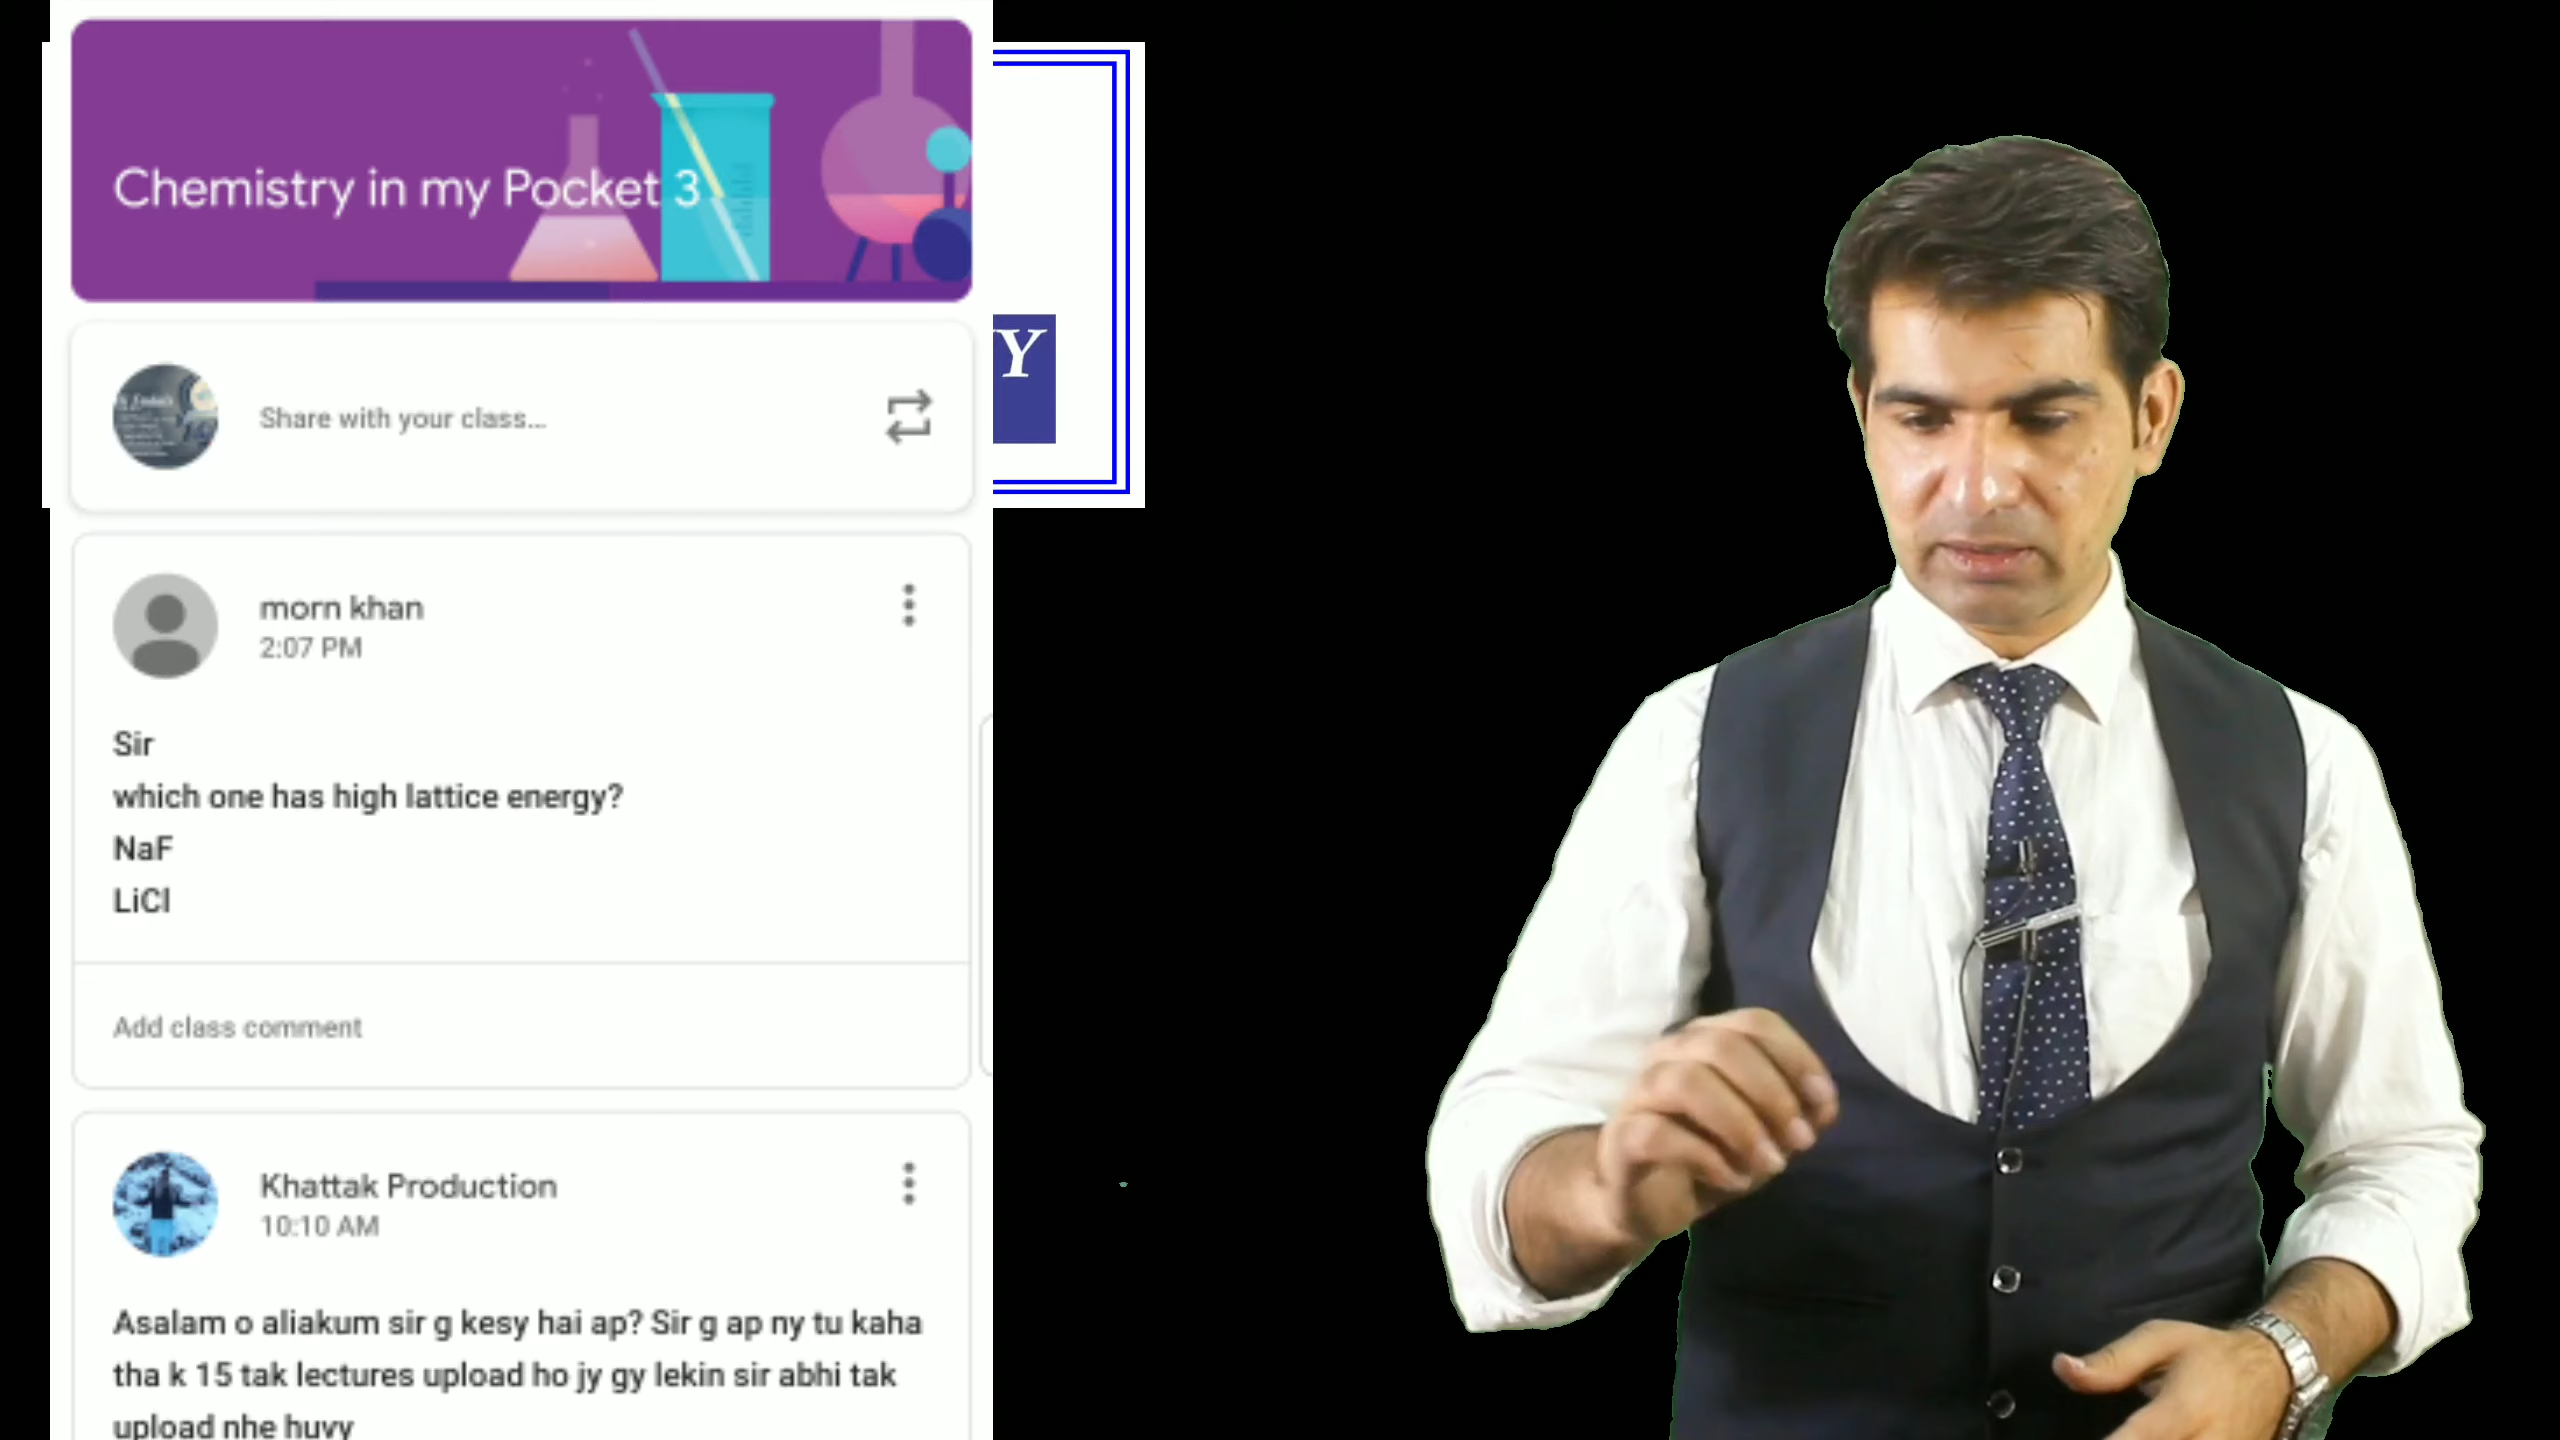 Chemistry in my Pocket 3
Share with your class...
Y
morn khan
2:07 PM
Sir
which one has high lattice energy?
NaF
LiCl
Add class comment
Khattak Production
10:10 AM
Asalam o aliakum sir g kesy hai ap? Sir g ap ny tu kaha
tha k 15 tak lectures upload ho jy gy lekin sir abhi tak
upload nhe huvy